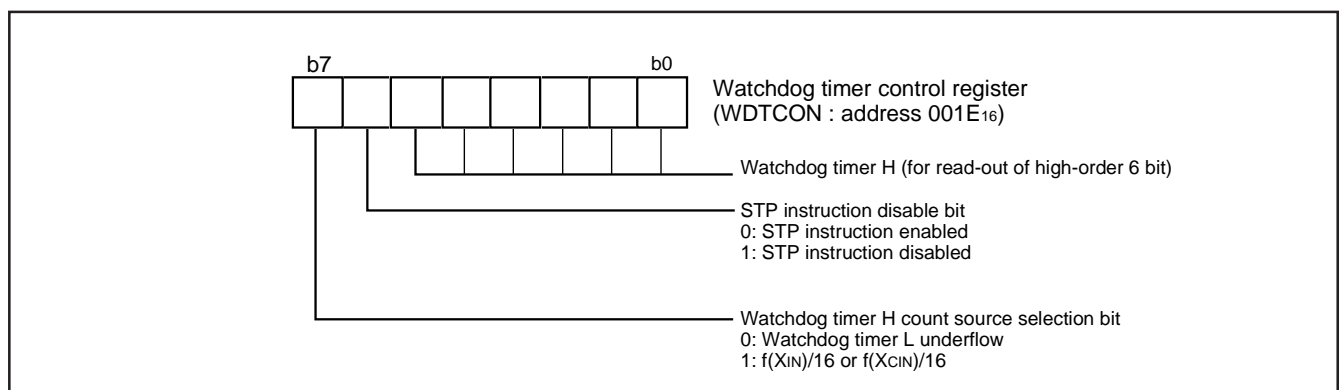 b7 b0
Watchdog timer control register
(WDTCON : address 001E16)
Watchdog timer H (for read-out of high-order 6 bit)
STP instruction disable bit
0: STP instruction enabled
1: STP instruction disabled
Watchdog timer H count source selection bit
0: Watchdog timer L underflow
1: f(XIN)/16 or f(XCIN)/16